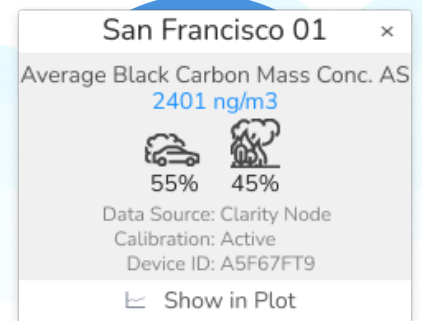 San Francisco 01 ×
Average Black Carbon Mass Conc. AS
2401 ng/m3
55% 45%
Data Source: Clarity Node
Calibration: Active
Device ID: A5F67FT9
Show in Plot